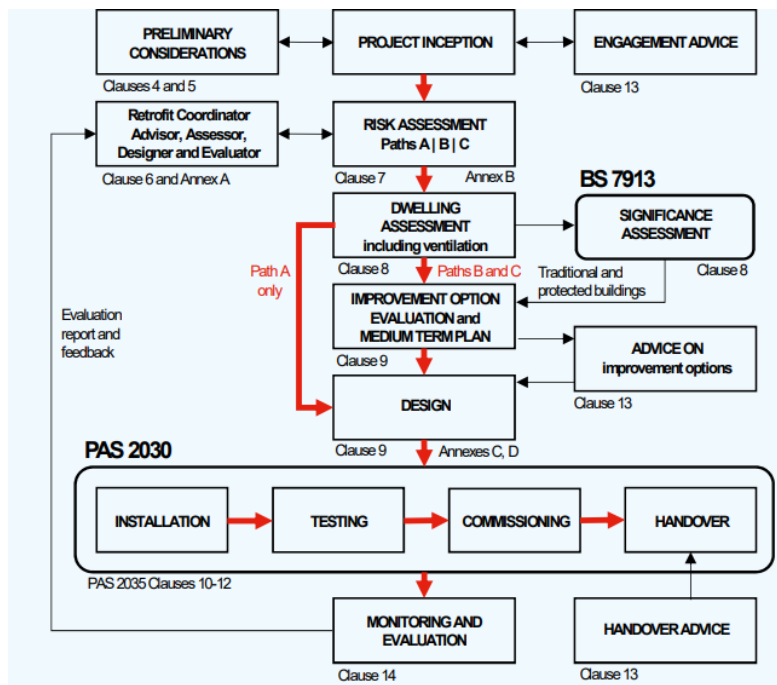 PRELIMINARY
CONSIDERATIONS
PROJECT INCEPTION
ENGAGEMENT ADVICE
Clauses 4 and 5
Clause 13
Retrofit Coordinator
Advisor, Assessor,
Designer and Evaluator
RISK ASSESSMENT
Paths A | B | C
Clause 6 and Annex A
Clause 7
Annex B
BS 7913
DWELLING
ASSESSMENT
including ventilation
SIGNIFICANCE
ASSESSMENT
Path A
only
Clause 8
Paths B and C
Traditional and
protected buildings
Clause 8
Evaluation
report and
feedback
IMPROVEMENT OPTION
EVALUATION and
MEDIUM TERM PLAN
ADVICE ON
improvement options
Clause 9
Clause 13
DESIGN
PAS 2030
Clause 9
Annexes C, D
INSTALLATION
TESTING
COMMISSIONING
HANDOVER
PAS 2035 Clauses 10-12
MONITORING AND
EVALUATION
HANDOVER ADVICE
Clause 14
Clause 13